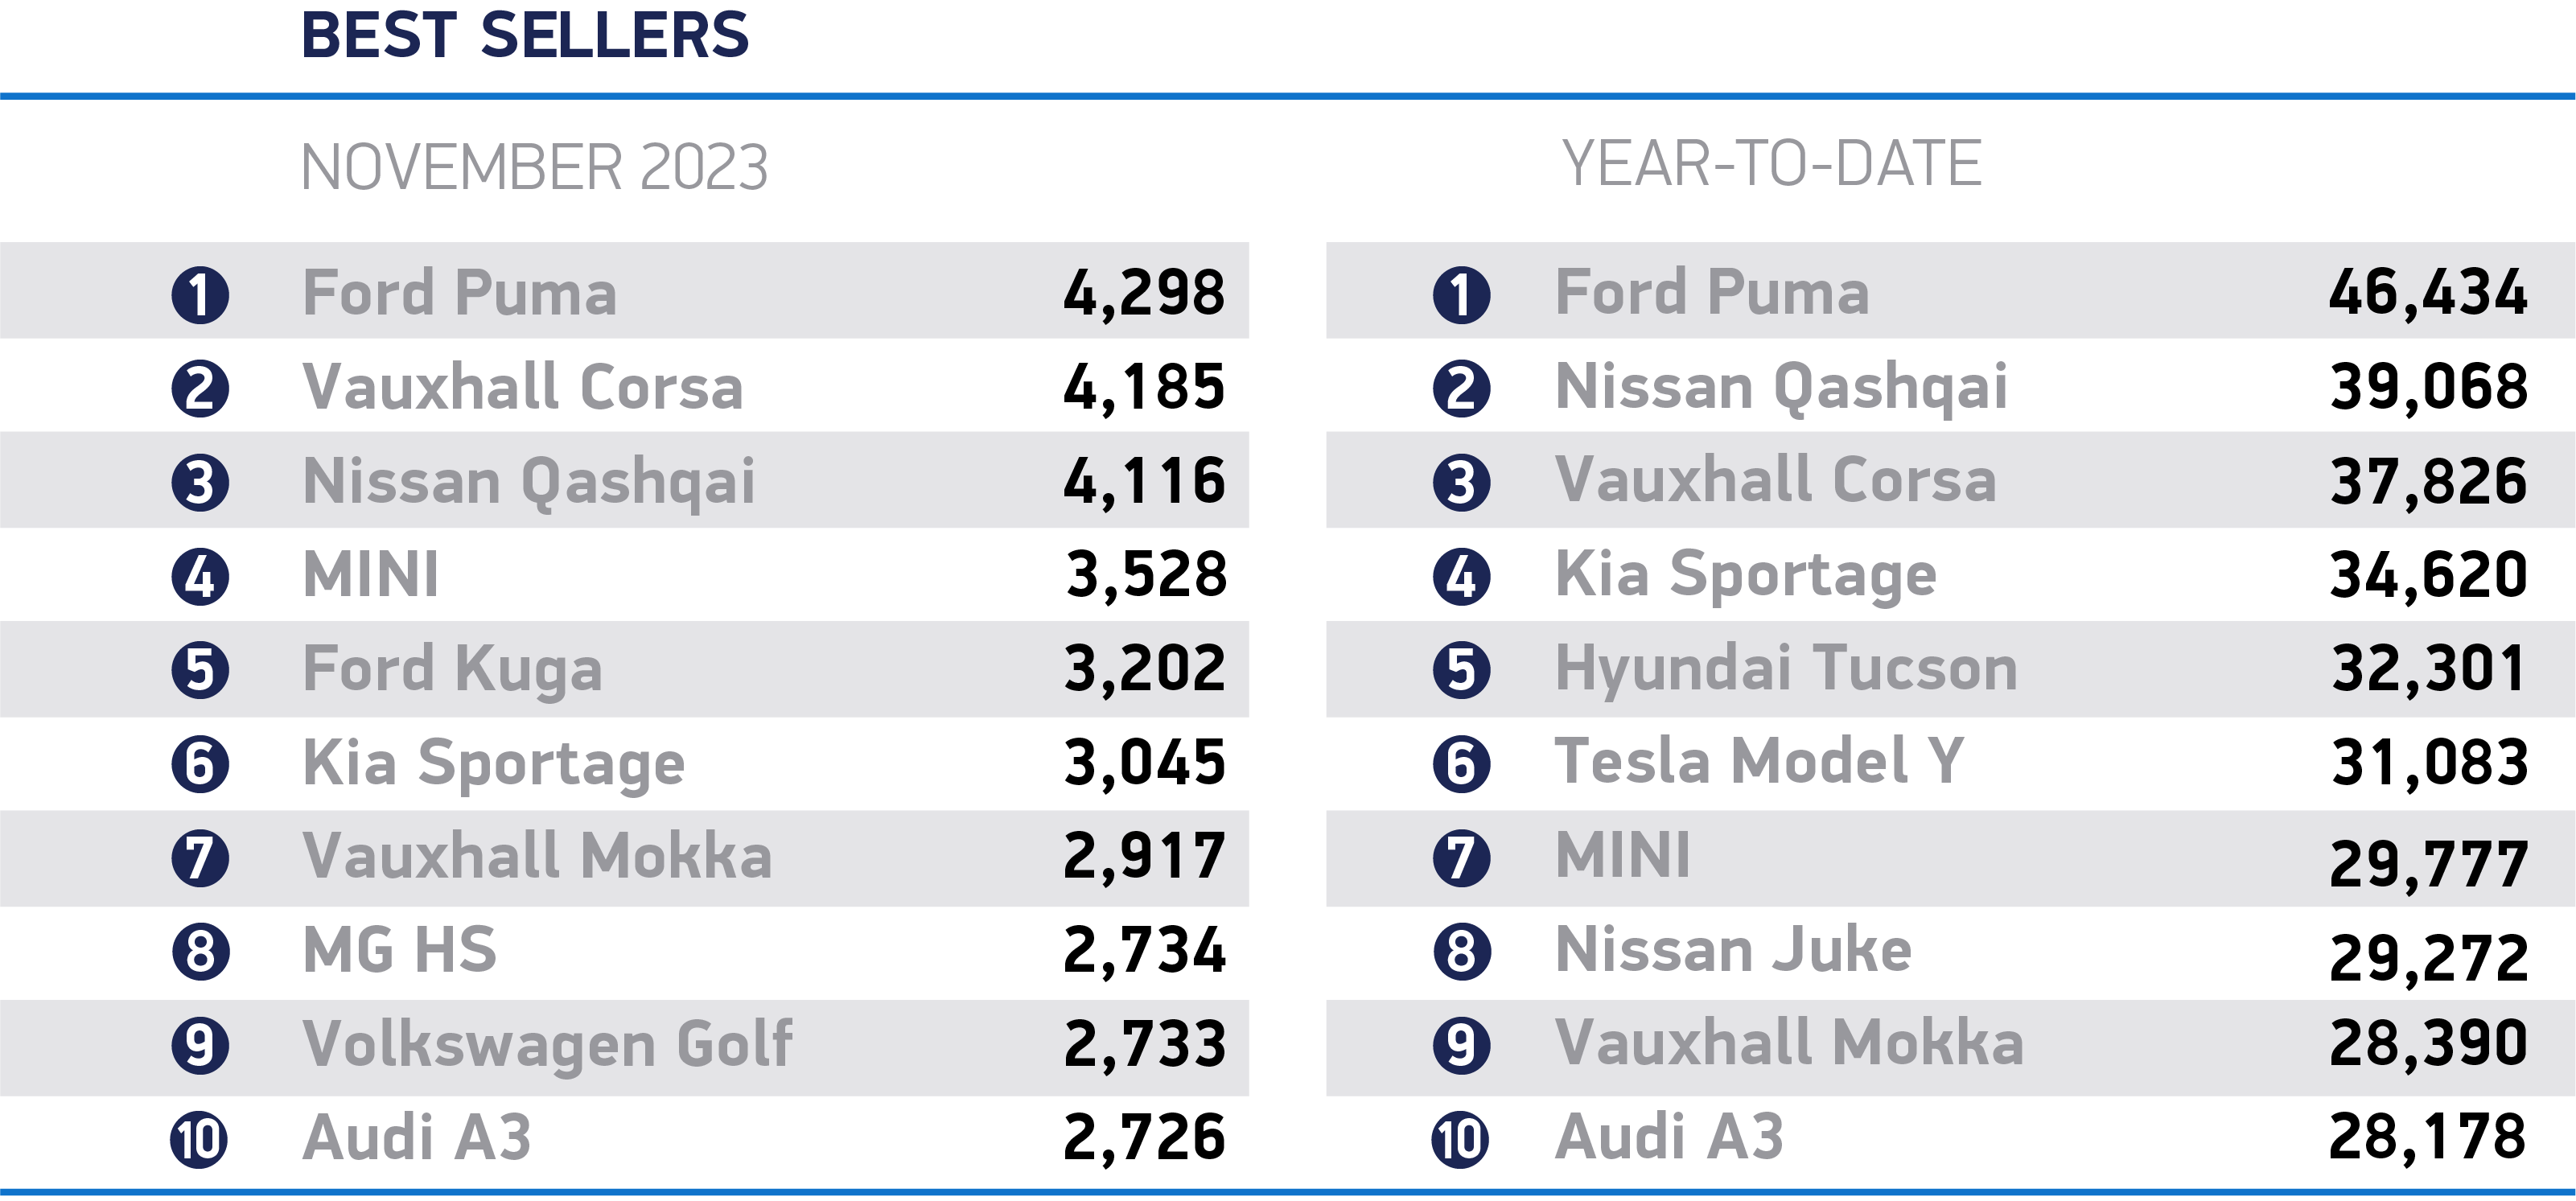 BEST SELLERS
NOVEMBER 2023
1 Ford Puma 4,298
2 Vauxhall Corsa 4,185
3 Nissan Qashqai 4,116
4 MINI 3,528
5 Ford Kuga 3,202
6 Kia Sportage 3,045
7 Vauxhall Mokka 2,917
8 MG HS 2,734
9 Volkswagen Golf 2,733
10 Audi A3 2,726
YEAR-TO-DATE
1 Ford Puma 46,434
2 Nissan Qashqai 39,068
3 Vauxhall Corsa 37,826
4 Kia Sportage 34,620
5 Hyundai Tucson 32,301
6 Tesla Model Y 31,083
7 MINI 29,777
8 Nissan Juke 29,272
9 Vauxhall Mokka 28,390
10 Audi A3 28,178